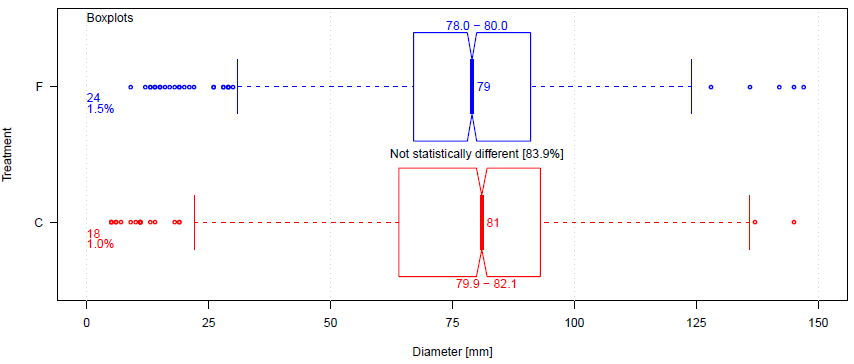 Boxplots
78.0 − 80.0
F
79
24
1.5%
Not statistically different [83.9%]
Treatment
C
81
18
1.0%
79.9 − 82.1
0 25 50 75 100 125 150
Diameter [mm]